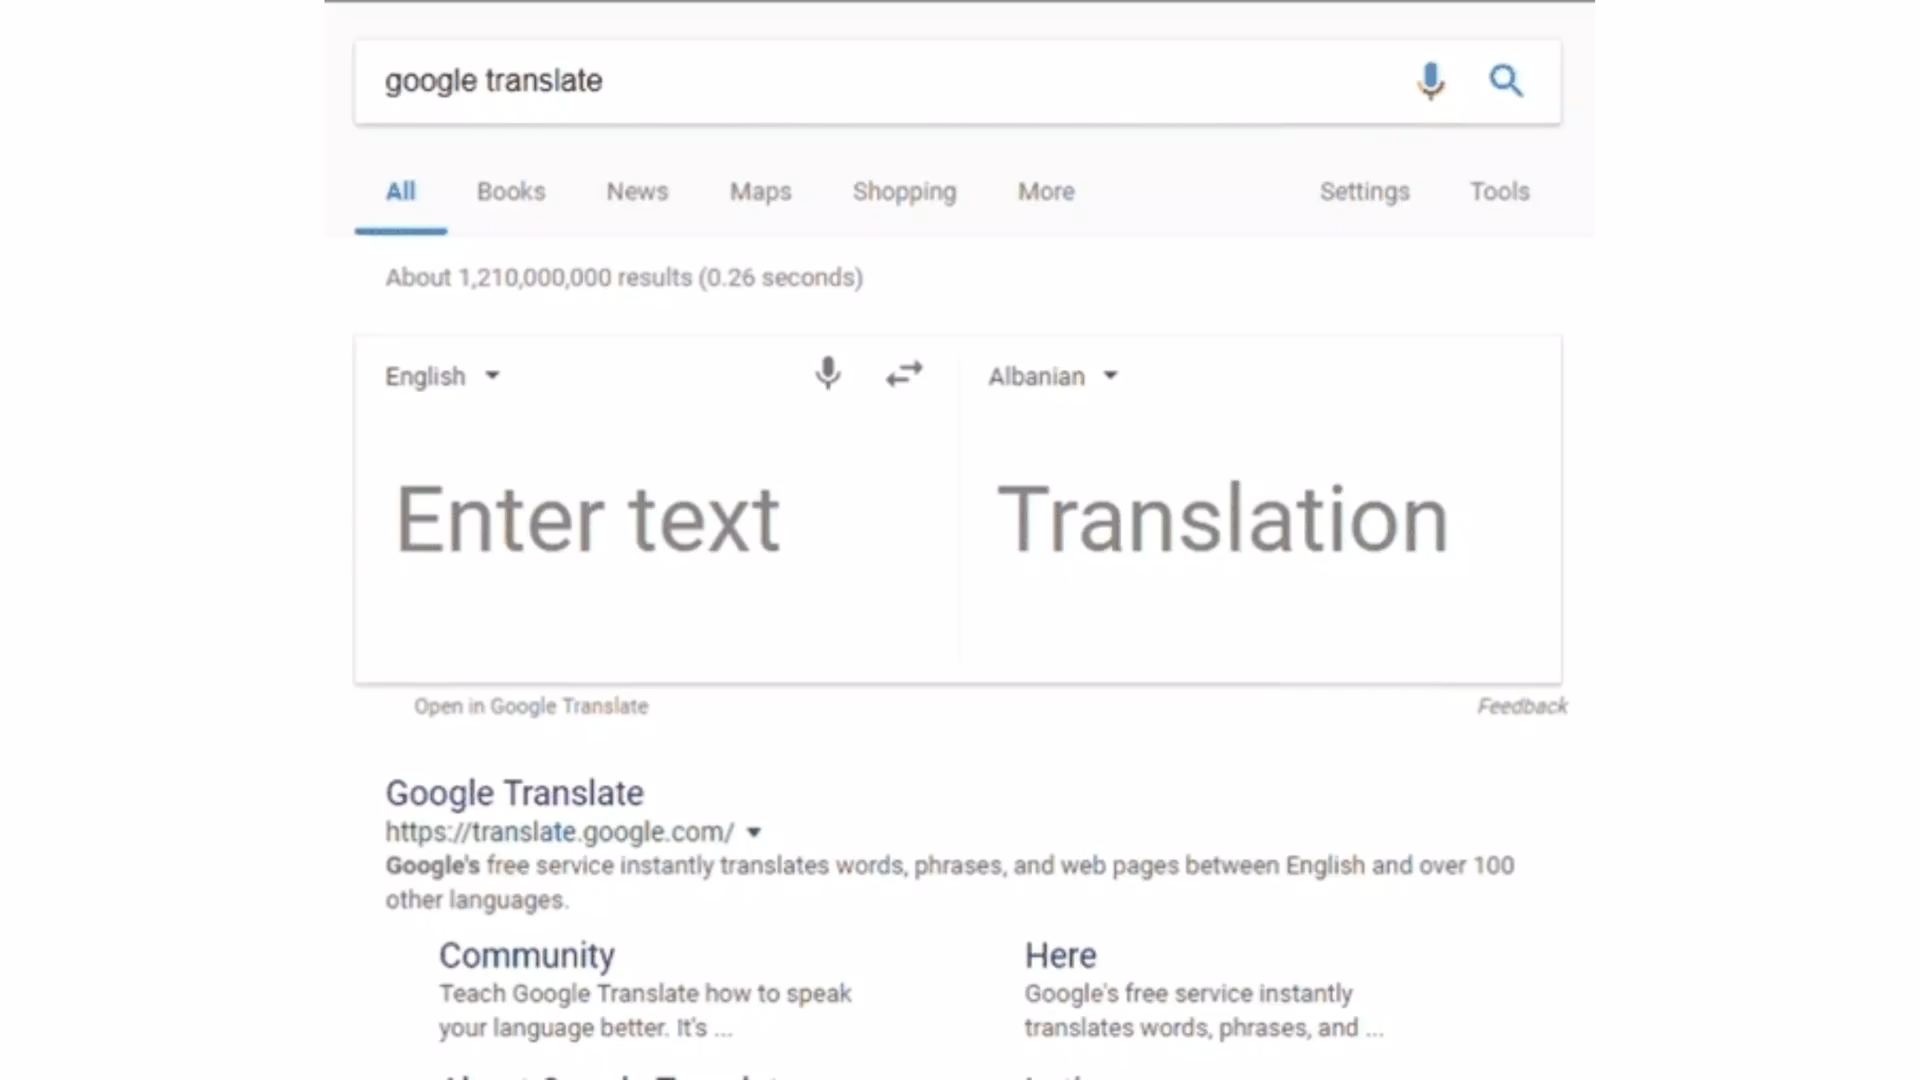 google translate
All Books News Maps Shopping More Settings Tools
About 1,210,000,000 results (0.26 seconds)
English Albanian
Enter text Translation
Open in Google Translate Feedback
Google Translate
https://translate.google.com/
Google's free service instantly translates words, phrases, and web pages between English and over 100
other languages.
Community
Teach Google Translate how to speak
your language better. It's ...
Here
Google's free service instantly
translates words, phrases, and ...